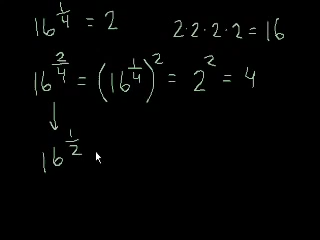 16^{1/4} = 2
2·2·2·2 = 16
16^{2/4} = (16^{1/4})^2 = 2^2 = 4
16^{1/2}